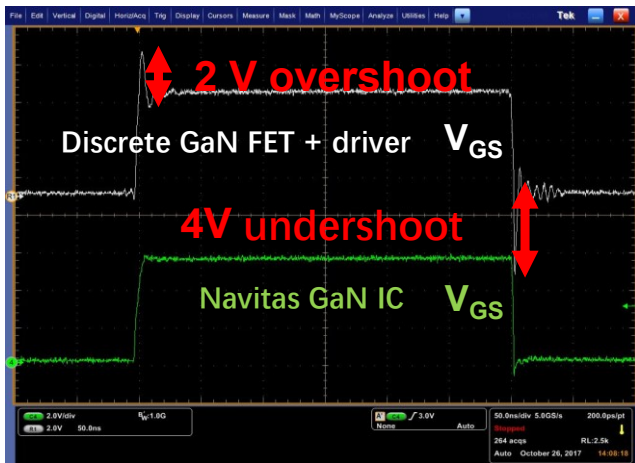 File Edit Vertical Digital Horiz/Acq Trig Display Cursors Measure Mask Math MyScope Analyze Utilities Help Tek
2 V overshoot
Discrete GaN FET + driver VGS
R1
4V undershoot
Navitas GaN IC VGS
4
C4 2.0V/div BW:1.0G
R1 2.0V 50.0ns
A' C4 3.0V
None Auto
50.0ns/div 5.0GS/s 200.0ps/pt
Stopped
264 acqs RL:2.5k
Auto October 26, 2017 14:08:18